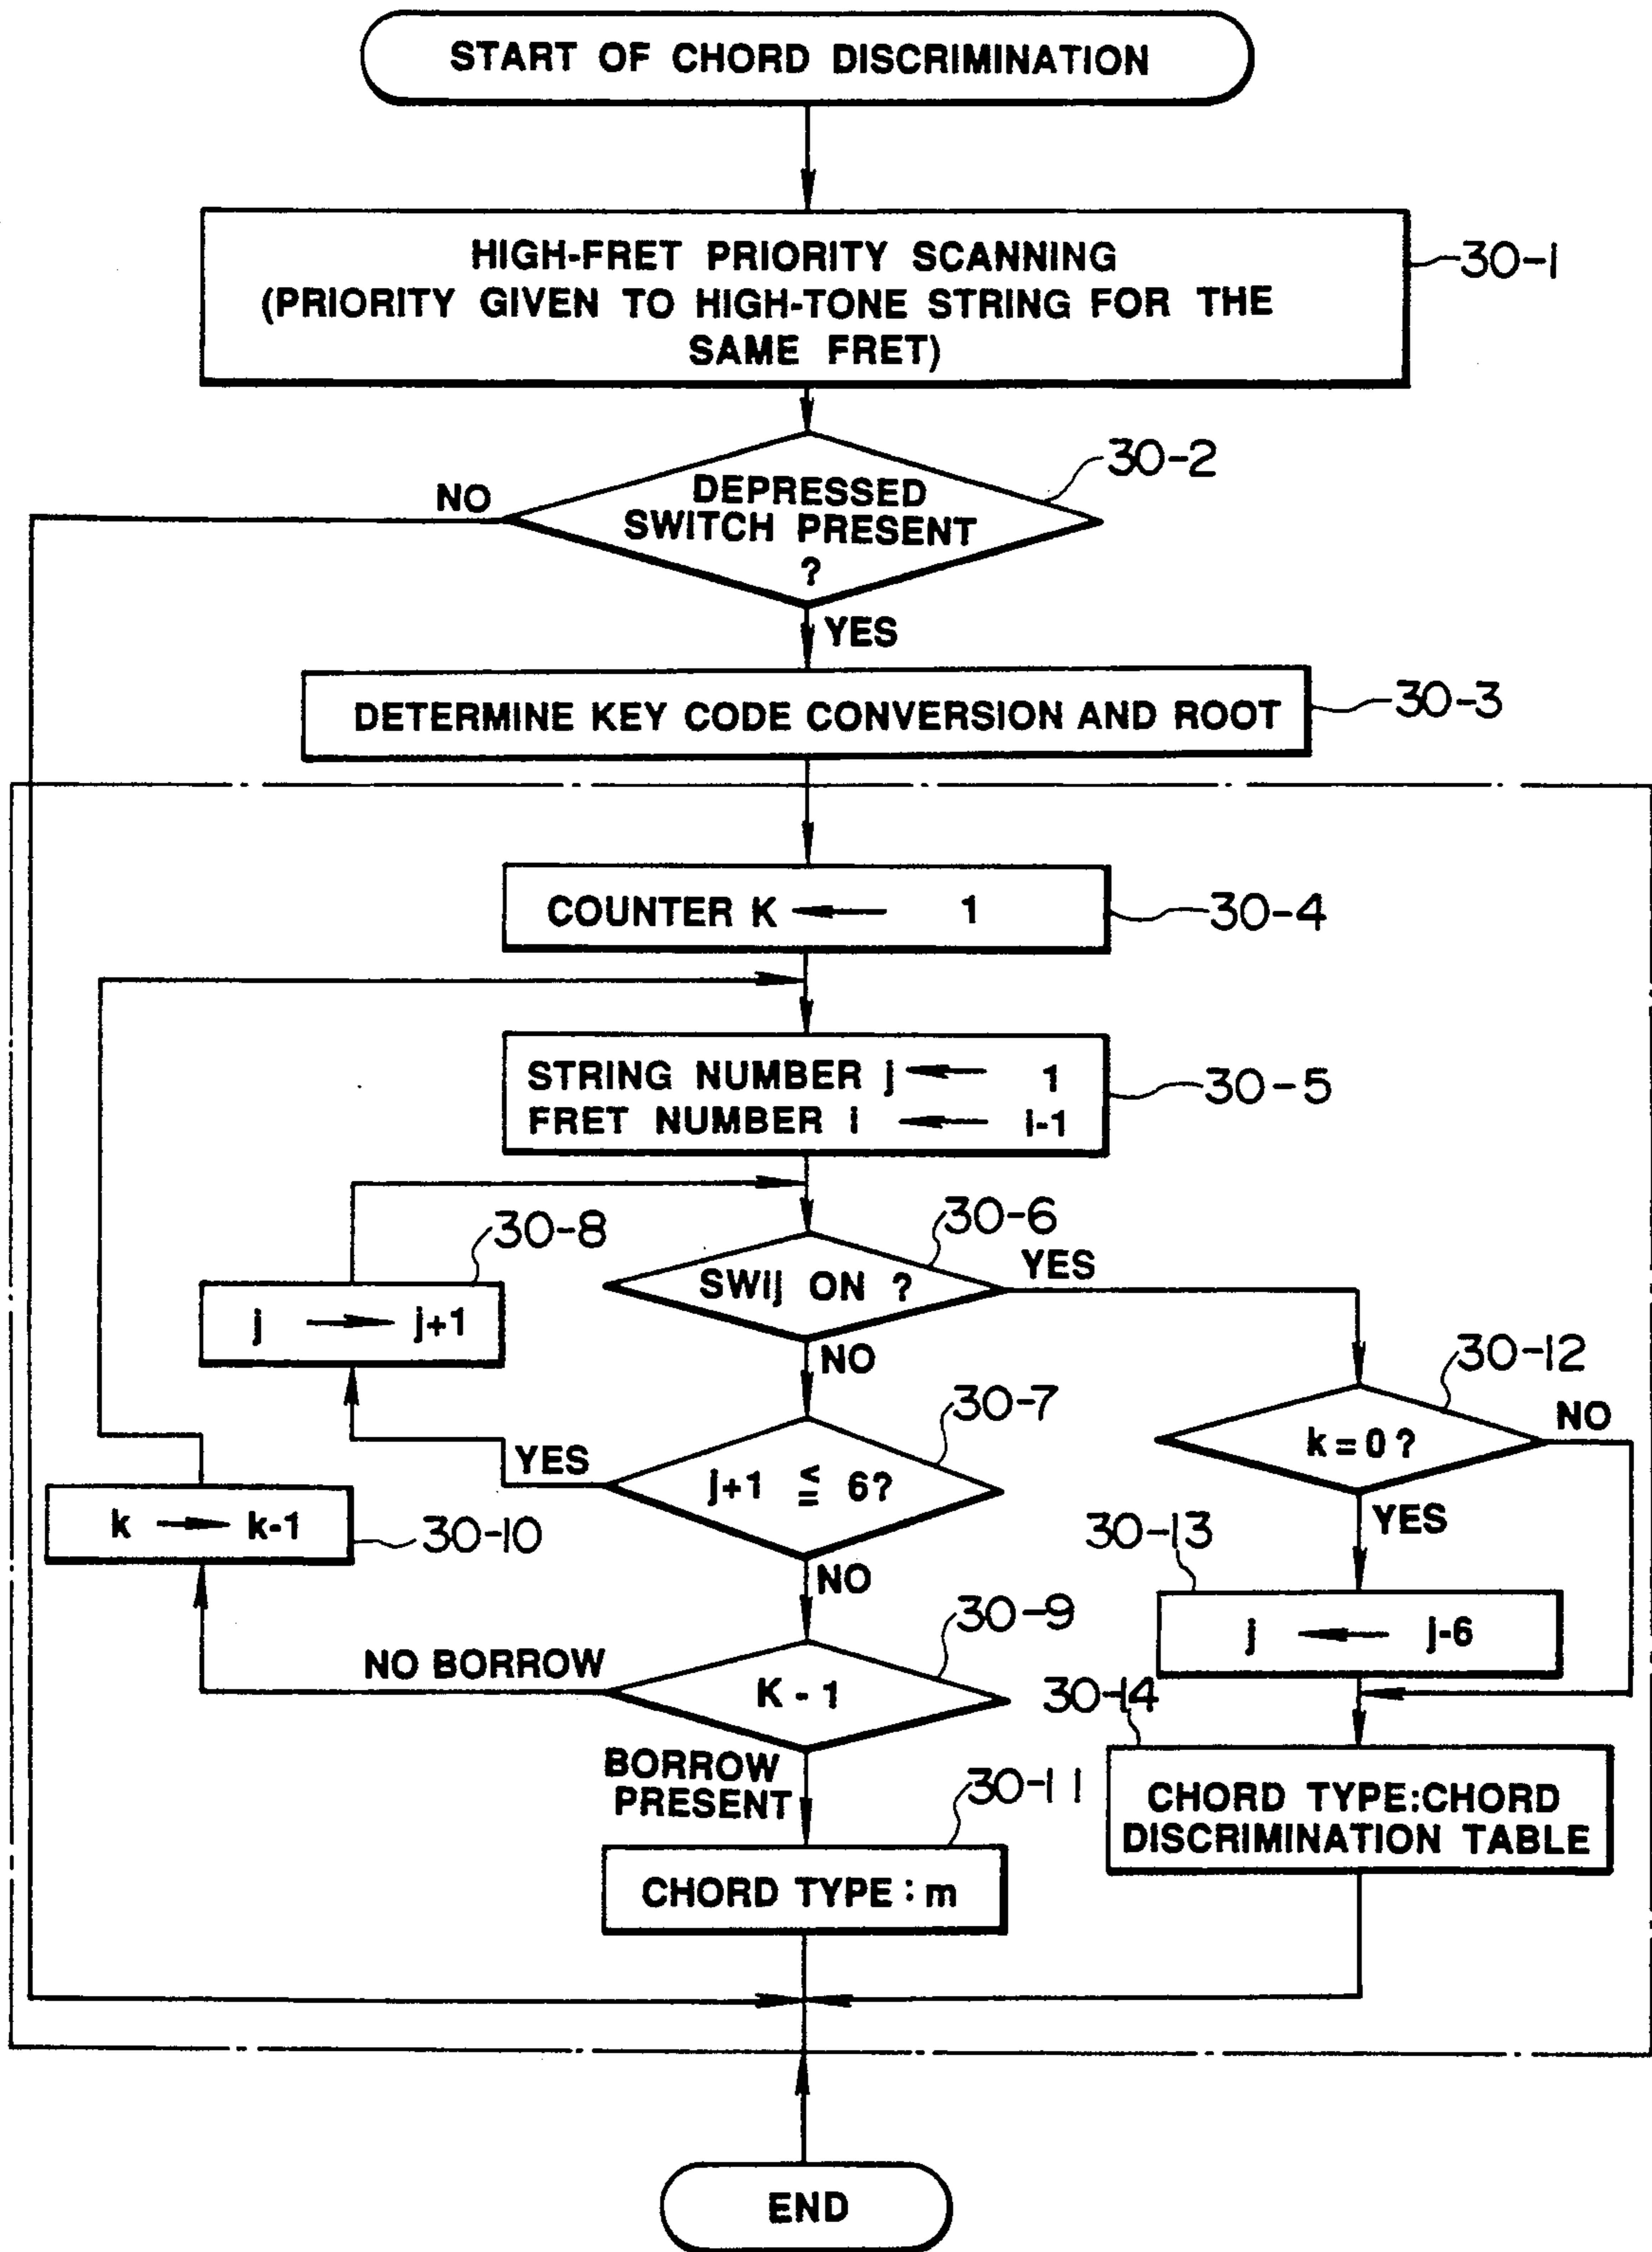 START OF CHORD DISCRIMINATION
HIGH-FRET PRIORITY SCANNING
(PRIORITY GIVEN TO HIGH-TONE STRING FOR THE
SAME FRET)
30-1
30-2
NO
DEPRESSED
SWITCH PRESENT
?
YES
DETERMINE KEY CODE CONVERSION AND ROOT
30-3
COUNTER K ← 1
30-4
STRING NUMBER j ← 1
FRET NUMBER i ← i-1
30-5
30-6
SWij ON ?
YES
NO
30-8
j → j+1
30-7
j+1 ≦ 6?
YES
NO
30-12
k=0?
NO
YES
k → k-1
30-10
30-13
j ← j-6
30-9
NO BORROW
K-1
BORROW
PRESENT
30-14
CHORD TYPE:CHORD
DISCRIMINATION TABLE
30-11
CHORD TYPE:m
END